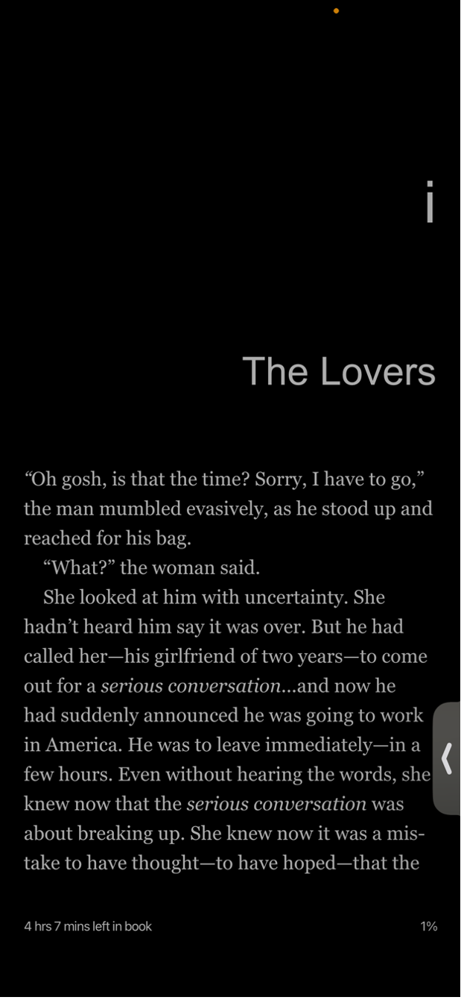 i
The Lovers
“Oh gosh, is that the time? Sorry, I have to go,”
the man mumbled evasively, as he stood up and
reached for his bag.
“What?” the woman said.
She looked at him with uncertainty. She
hadn’t heard him say it was over. But he had
called her—his girlfriend of two years—to come
out for a serious conversation...and now he
had suddenly announced he was going to work
in America. He was to leave immediately—in a
few hours. Even without hearing the words, she
knew now that the serious conversation was
about breaking up. She knew now it was a mis-
take to have thought—to have hoped—that the
4 hrs 7 mins left in book
1%